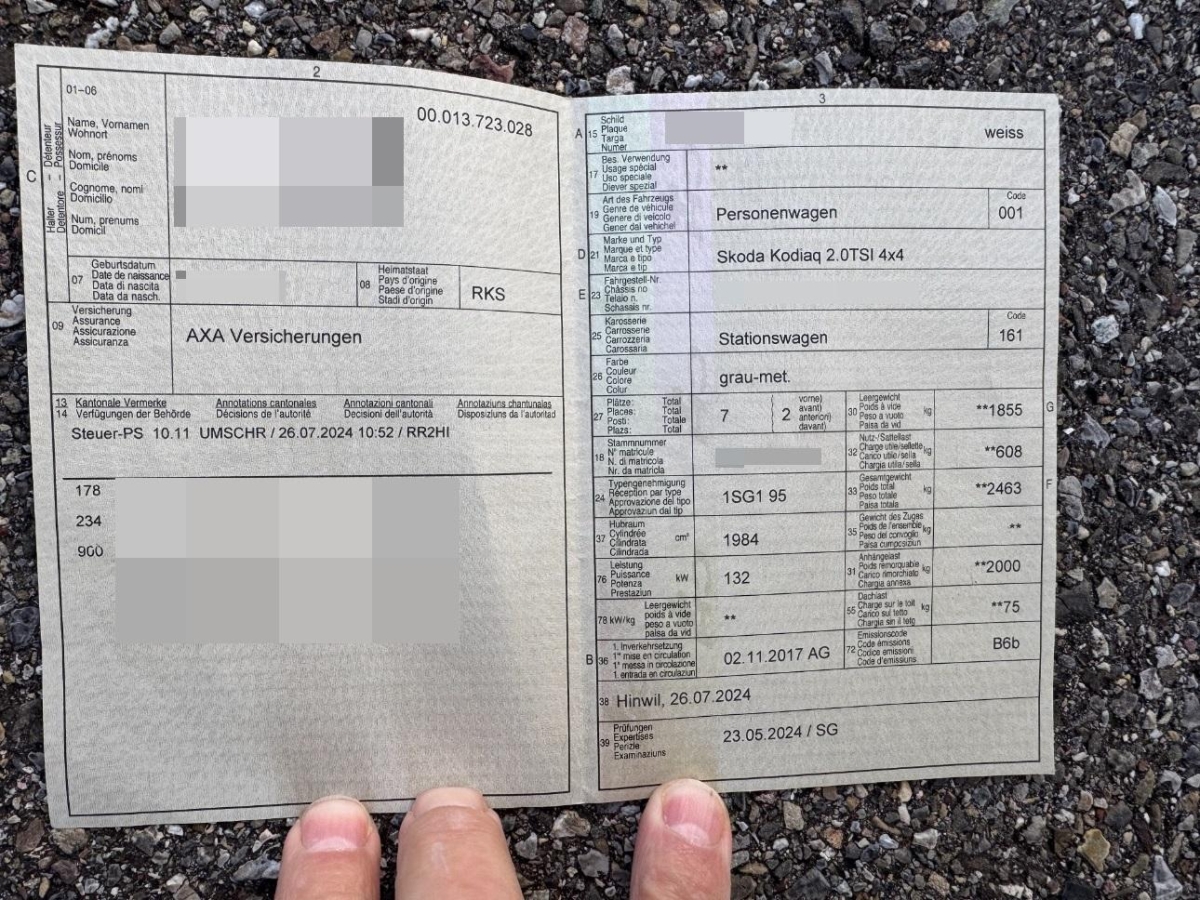 2
01-06
00.013.723.028
C
Halter - Détenteur
Detentore - Possessur
Name, Vornamen
Wohnort
Nom, prénoms
Domicile
Cognome, nomi
Domicilio
Num, prenums
Domicil
07
Geburtsdatum
Date de naissance
Data di nascita
Data da nasch.
08
Heimatstaat
Pays d'origine
Paese d'origine
Stadi d'origin
RKS
09
Versicherung
Assurance
Assicurazione
Assicuranza
AXA Versicherungen
13 Kantonale Vermerke Annotations cantonales Annotazioni cantonali Annotaziuns chantunalas
14 Verfügungen der Behörde Décisions de l'autorité Decisioni dell'autorità Disposiziuns da l'autoritad
Steuer-PS 10.11 UMSCHR / 26.07.2024 10:52 / RR2HI
178
234
900
3
A 15
Schild
Plaque
Targa
Numer
weiss
17
Bes. Verwendung
Usage spécial
Uso speciale
Diever spezial
**
19
Art des Fahrzeugs
Genre de véhicule
Genere di veicolo
Gener dal vehichel
Personenwagen
Code
001
D 21
Marke und Typ
Marque et type
Marca e tipo
Marca e tip
Skoda Kodiaq 2.0TSI 4x4
E 23
Fahrgestell-Nr.
Châssis no
Telaio n.
Schassis nr.
25
Karosserie
Carrosserie
Carrozzeria
Carossaria
Stationswagen
Code
161
26
Farbe
Couleur
Colore
Colur
grau-met.
27
Plätze: Total
Places: Total
Posti: Totale
Plazs: Total
7
2
vorne)
avant)
anteriori)
davant)
30
Leergewicht
Poids à vide
Peso a vuoto
Paisa da vid
kg
**1855
G
18
Stammnummer
N° matricule
N. di matricola
Nr. da matricla
32
Nutz-/Sattellast
Charge utile/sellette
Carico utile/sella
Chargia utila/sella
kg
**608
24
Typengenehmigung
Réception par type
Approvazione del tipo
Approvaziun dal tip
1SG1 95
33
Gesamtgewicht
Poids total
Peso totale
Paisa totala
kg
**2463
F
37
Hubraum
Cylindrée
Cilindrata
Cilindrada
cm³
1984
35
Gewicht des Zuges
Poids de l'ensemble
Peso del convoglio
Paisa cumposiziun
kg
**
76
Leistung
Puissance
Potenza
Prestaziun
kW
132
31
Anhängelast
Poids remorquable
Carico rimorchiato
Chargia annexa
kg
**2000
78 kW/kg
Leergewicht
poids à vide
peso a vuoto
paisa da vid
**
55
Dachlast
Charge sur le toit
Carico sul tetto
Chargia sin il tetg
kg
**75
B 36
1. Inverkehrsetzung
1re mise en circulation
1a messa in circolazione
1. entrada en circulaziun
02.11.2017 AG
72
Emissionscode
Code émissions
Codice emissioni
Code d'emissiuns
B6b
38 Hinwil, 26.07.2024
39
Prüfungen
Expertises
Perizie
Examinaziuns
23.05.2024 / SG